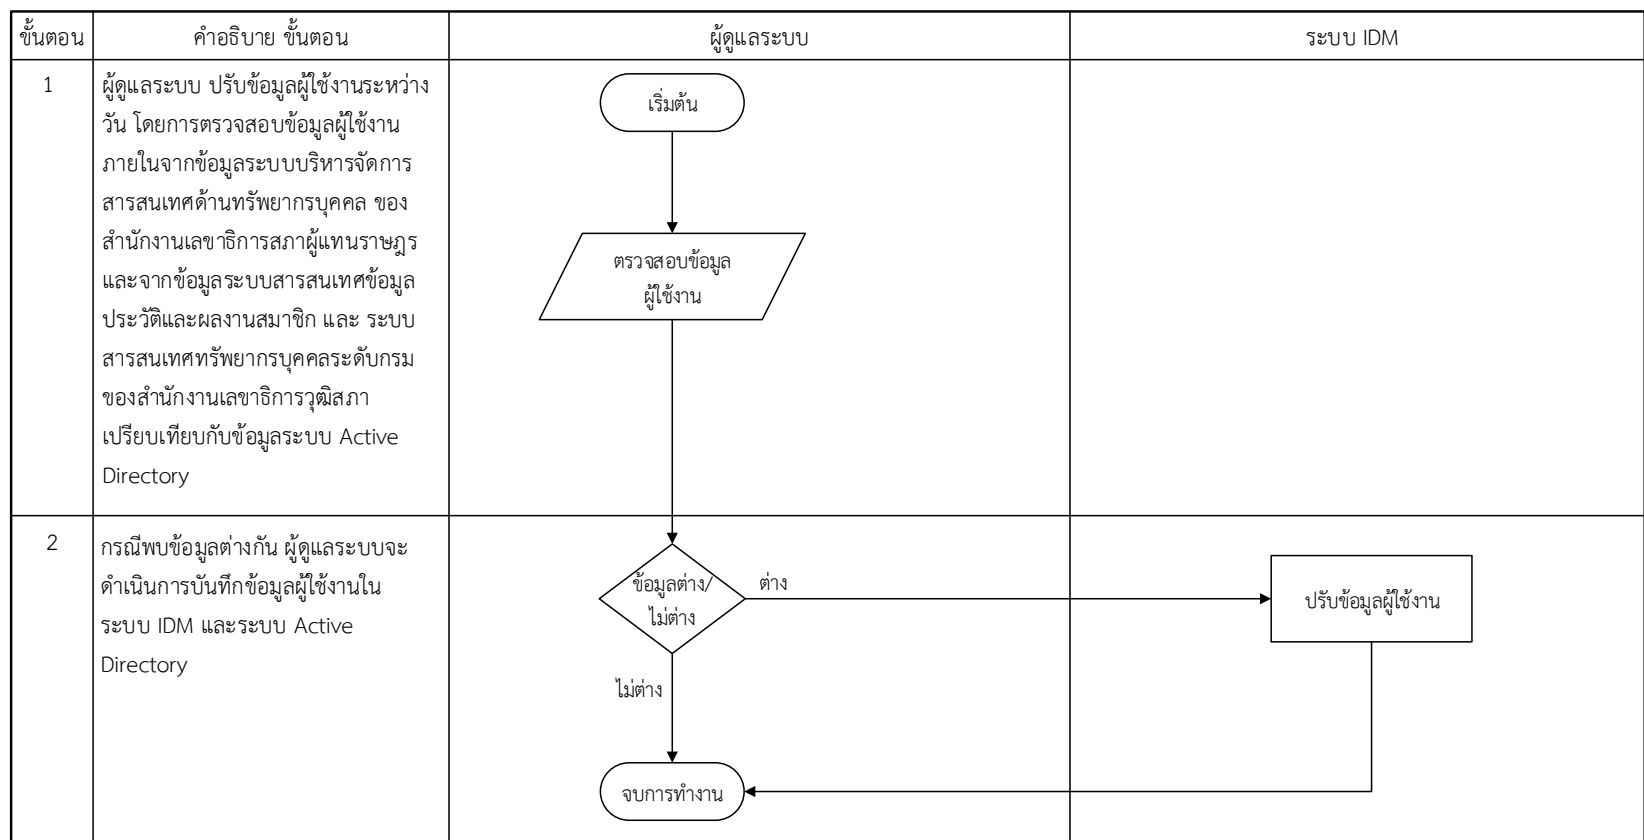 ขั้นตอน
คำอธิบาย ขั้นตอน
ผู้ดูแลระบบ
ระบบ IDM
1
ผู้ดูแลระบบ ปรับข้อมูลผู้ใช้งานระหว่าง
วัน โดยการตรวจสอบข้อมูลผู้ใช้งาน
ภายในจากข้อมูลระบบบริหารจัดการ
สารสนเทศด้านทรัพยากรบุคคล ของ
สำนักงานเลขาธิการสภาผู้แทนราษฎร
และจากข้อมูลระบบสารสนเทศข้อมูล
ประวัติและผลงานสมาชิก และ ระบบ
สารสนเทศทรัพยากรบุคคลระดับกรม
ของสำนักงานเลขาธิการวุฒิสภา
เปรียบเทียบกับข้อมูลระบบ Active
Directory
เริ่มต้น
ตรวจสอบข้อมูล
ผู้ใช้งาน
2
กรณีพบข้อมูลต่างกัน ผู้ดูแลระบบจะ
ดำเนินการบันทึกข้อมูลผู้ใช้งานใน
ระบบ IDM และระบบ Active
Directory
ข้อมูลต่าง/
ไม่ต่าง
ต่าง
ปรับข้อมูลผู้ใช้งาน
ไม่ต่าง
จบการทำงาน